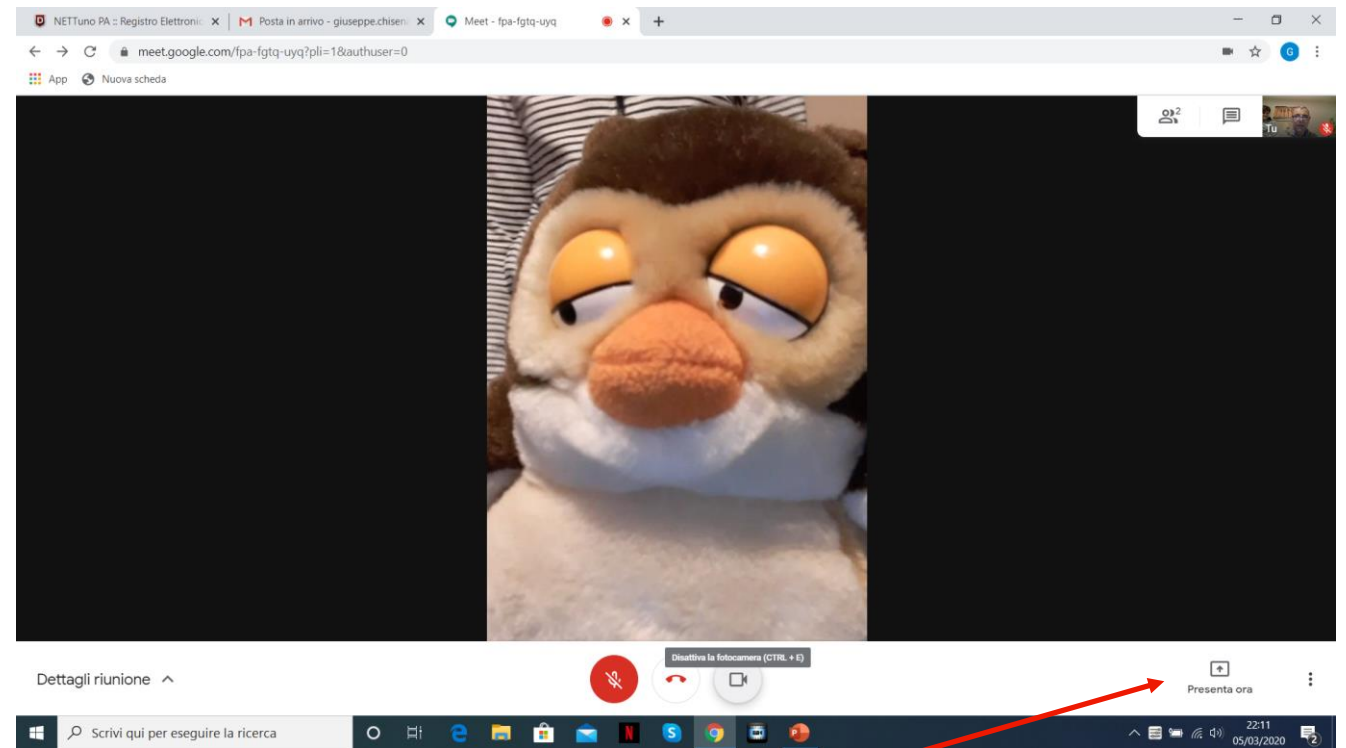 NETTuno PA :: Registro Elettronic
Posta in arrivo - giuseppe.chisena
Meet - fpa-fgtq-uyq
meet.google.com/fpa-fgtq-uyq?pli=1&authuser=0
G
App
Nuova scheda
2
Tu
Disattiva la fotocamera (CTRL + E)
Dettagli riunione
Presenta ora
Scrivi qui per eseguire la ricerca
22:11
05/03/2020
2